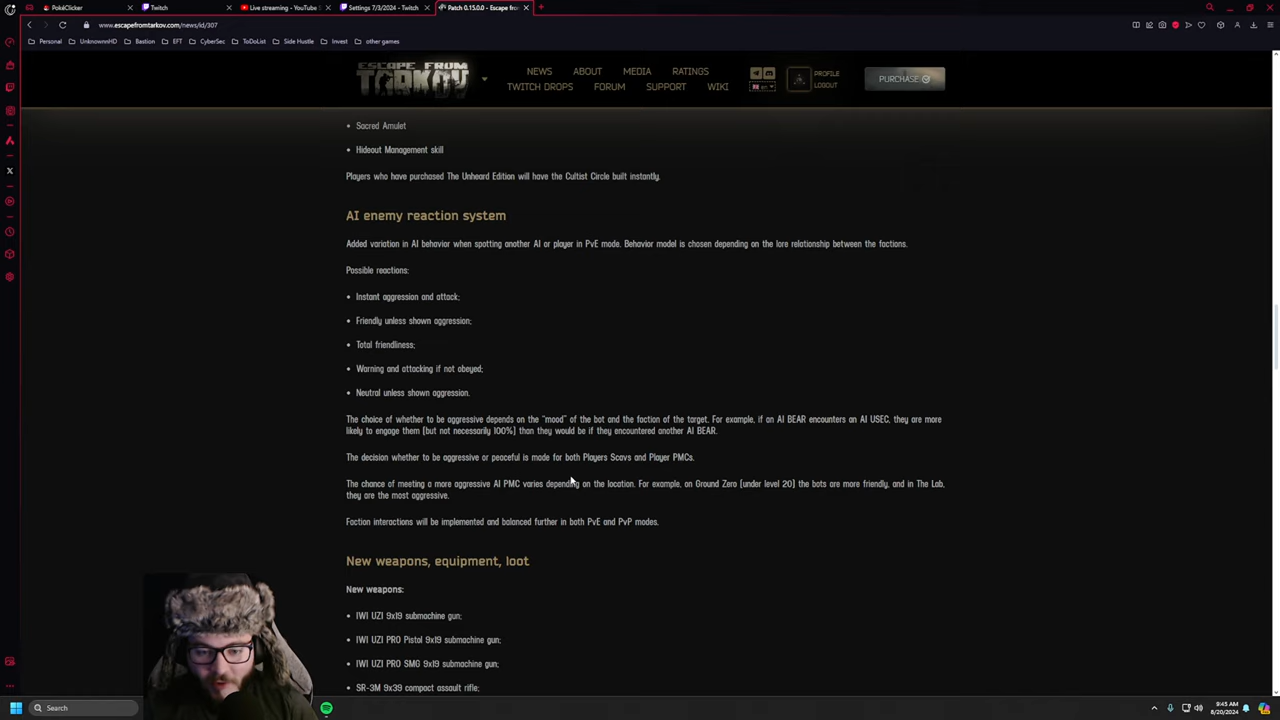 PokéClicker
Twitch
Live streaming - YouTube S
Settings 7/3/2024 - Twitch
Patch 0.15.0.0 - Escape from
www.escapefromtarkov.com/news/id/307
Personal
UnknownnHD
Bastion
EFT
CyberSec
ToDoList
Side Hustle
Invest
other games
ESCAPE FROM
TARKOV
NEWS
ABOUT
MEDIA
RATINGS
TWITCH DROPS
FORUM
SUPPORT
WIKI
en
PROFILE
LOGOUT
PURCHASE
• Sacred Amulet
• Hideout Management skill
Players who have purchased The Unheard Edition will have the Cultist Circle built instantly.
AI enemy reaction system
Added variation in AI behavior when spotting another AI or player in PvE mode. Behavior model is chosen depending on the lore relationship between the factions.
Possible reactions:
• Instant aggression and attack;
• Friendly unless shown aggression;
• Total friendliness;
• Warning and attacking if not obeyed;
• Neutral unless shown aggression.
The choice of whether to be aggressive depends on the "mood" of the bot and the faction of the target. For example, if an AI BEAR encounters an AI USEC, they are more
likely to engage them (but not necessarily 100%) than they would be if they encountered another AI BEAR.
The decision whether to be aggressive or peaceful is made for both Players Scavs and Player PMCs.
The chance of meeting a more aggressive AI PMC varies depending on the location. For example, on Ground Zero (under level 20) the bots are more friendly, and in The Lab,
they are the most aggressive.
Faction interactions will be implemented and balanced further in both PvE and PvP modes.
New weapons, equipment, loot
New weapons:
• IWI UZI 9x19 submachine gun;
• IWI UZI PRO Pistol 9x19 submachine gun;
• IWI UZI PRO SMG 9x19 submachine gun;
• SR-3M 9x39 compact assault rifle;
Search
9:45 AM
8/20/2024